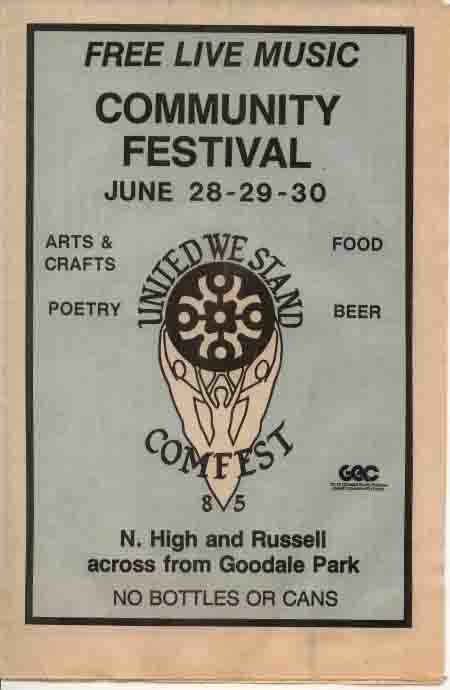 FREE LIVE MUSIC
COMMUNITY
FESTIVAL
JUNE 28-29-30
ARTS &
CRAFTS
POETRY
FOOD
BEER
UNITED WE STAND
COMFEST
85
N. High and Russell
across from Goodale Park
NO BOTTLES OR CANS